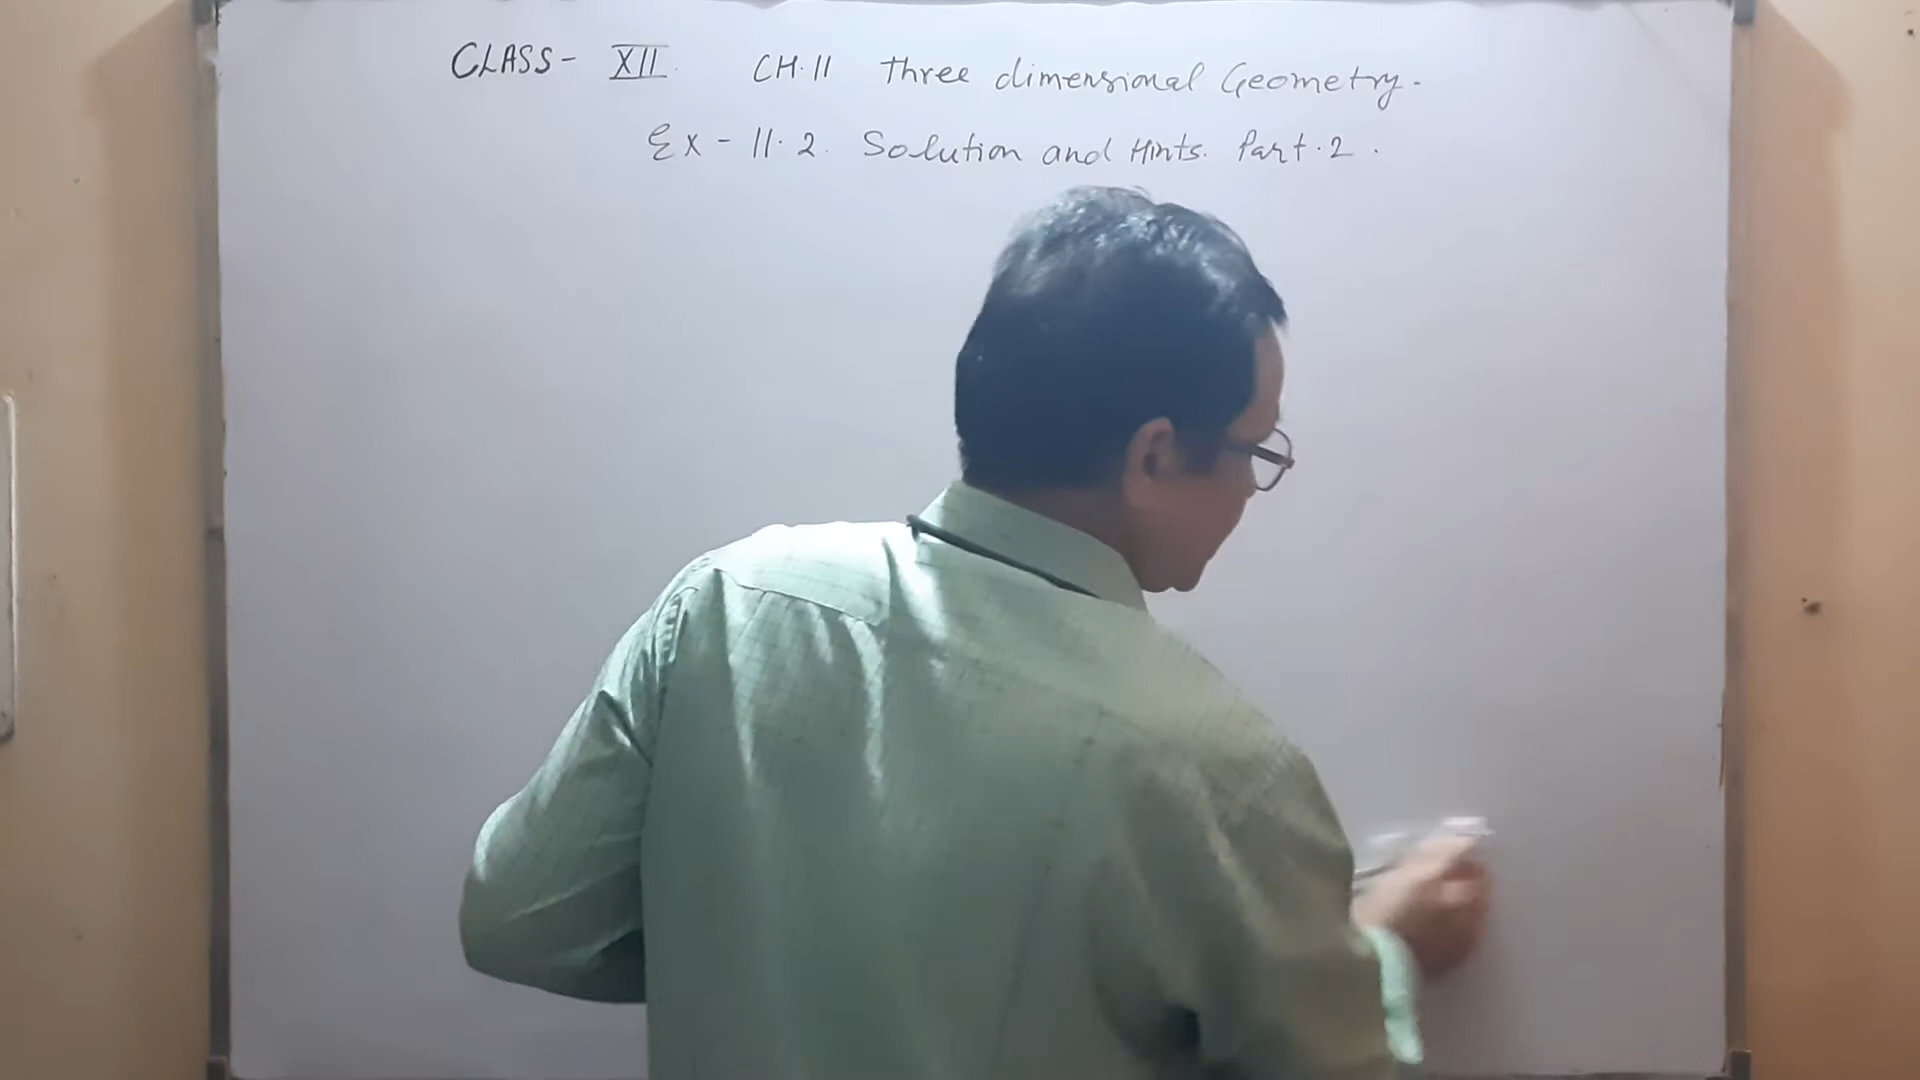 CLASS- XII. CH.11 Three dimensional Geometry.
Ex - 11.2. Solution and Hints. Part.2.